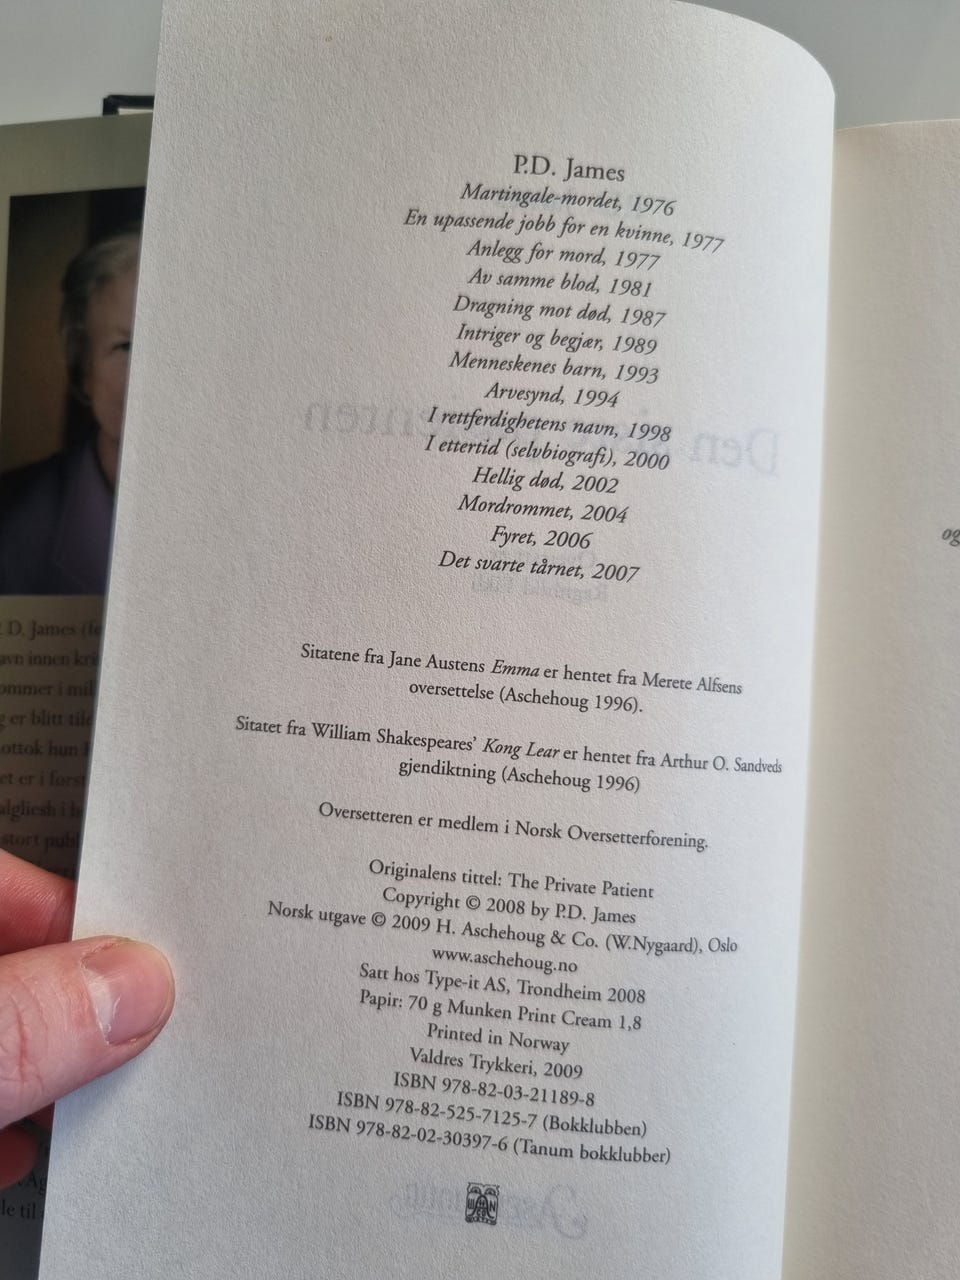 P.D. James
Martingale-mordet, 1976
En upassende jobb for en kvinne, 1977
Anlegg for mord, 1977
Av samme blod, 1981
Dragning mot død, 1987
Intriger og begjær, 1989
Menneskenes barn, 1993
Arvesynd, 1994
I rettferdighetens navn, 1998
I ettertid (selvbiografi), 2000
Hellig død, 2002
Mordrommet, 2004
Fyret, 2006
Det svarte tårnet, 2007
Sitatene fra Jane Austens Emma er hentet fra Merete Alfsens
oversettelse (Aschehoug 1996).
Sitatet fra William Shakespeares' Kong Lear er hentet fra Arthur O. Sandveds
gjendiktning (Aschehoug 1996)
Oversetteren er medlem i Norsk Oversetterforening.
Originalens tittel: The Private Patient
Copyright © 2008 by P.D. James
Norsk utgave © 2009 H. Aschehoug & Co. (W.Nygaard), Oslo
www.aschehoug.no
Satt hos Type-it AS, Trondheim 2008
Papir: 70 g Munken Print Cream 1,8
Printed in Norway
Valdres Trykkeri, 2009
ISBN 978-82-03-21189-8
ISBN 978-82-525-7125-7 (Bokklubben)
ISBN 978-82-02-30397-6 (Tanum bokklubber)
D. James
og